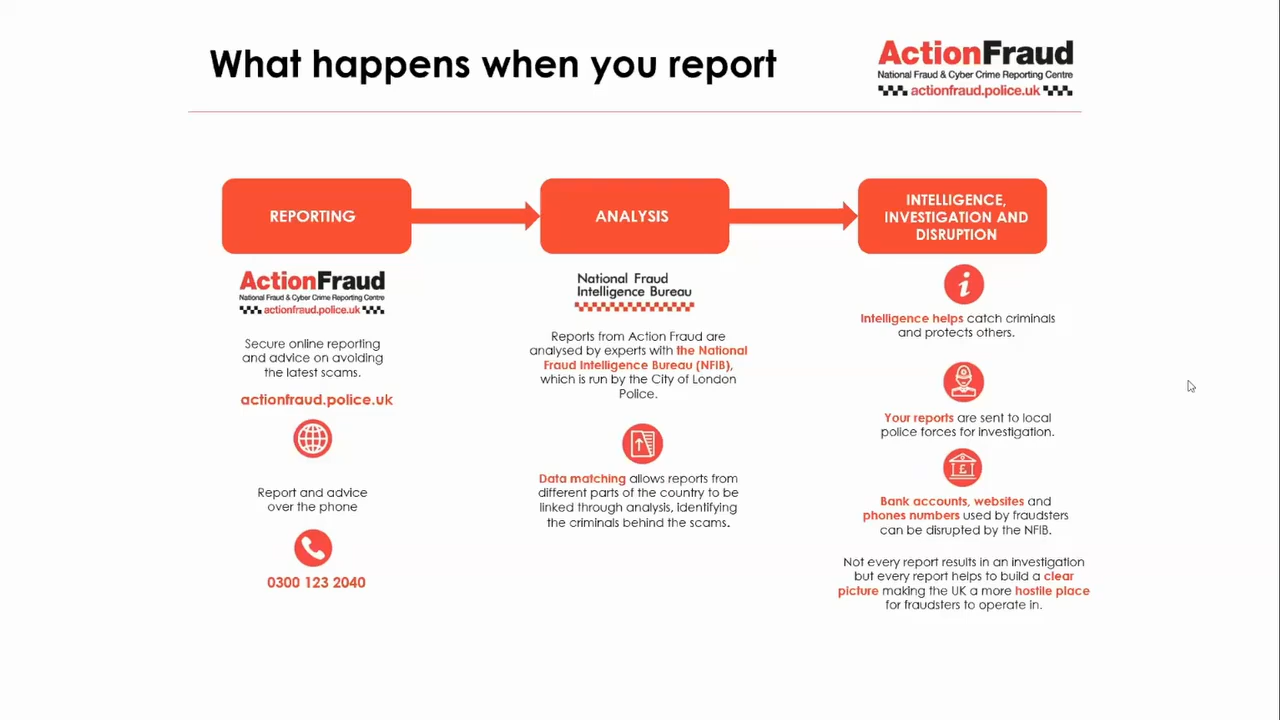 What happens when you report
ActionFraud
National Fraud & Cyber Crime Reporting Centre
actionfraud.police.uk
REPORTING
ANALYSIS
INTELLIGENCE,
INVESTIGATION AND
DISRUPTION
ActionFraud
National Fraud & Cyber Crime Reporting Centre
actionfraud.police.uk
Secure online reporting
and advice on avoiding
the latest scams.
actionfraud.police.uk
Report and advice
over the phone
0300 123 2040
National Fraud
Intelligence Bureau
Reports from Action Fraud are
analysed by experts with the National
Fraud Intelligence Bureau (NFIB),
which is run by the City of London
Police.
Data matching allows reports from
different parts of the country to be
linked through analysis, identifying
the criminals behind the scams.
i
Intelligence helps catch criminals
and protects others.
Your reports are sent to local
police forces for investigation.
£
Bank accounts, websites and
phones numbers used by fraudsters
can be disrupted by the NFIB.
Not every report results in an investigation
but every report helps to build a clear
picture making the UK a more hostile place
for fraudsters to operate in.